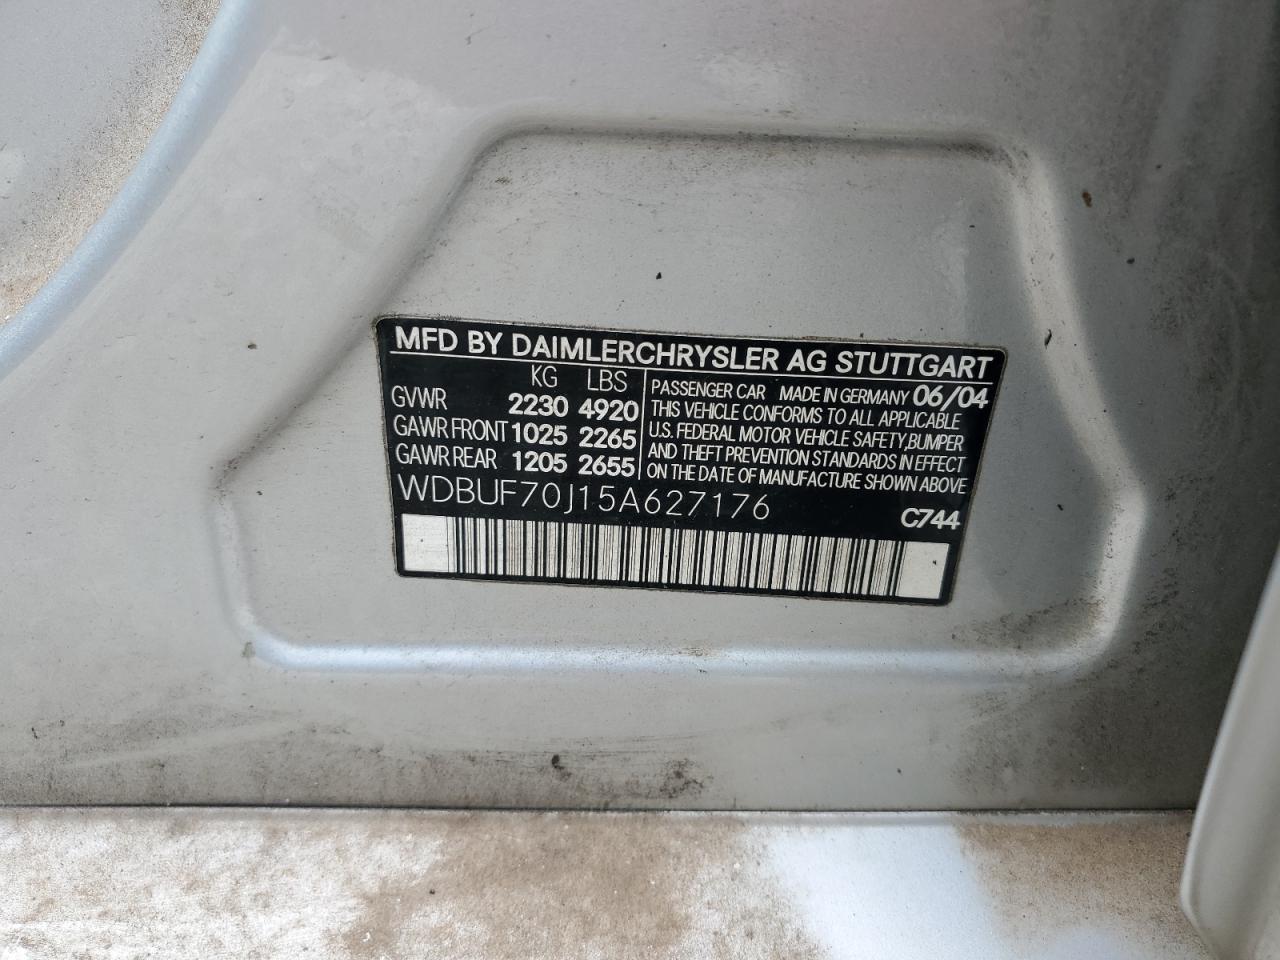 MFD BY DAIMLERCHRYSLER AG STUTTGART
KG LBS
GVWR 2230 4920
GAWR FRONT 1025 2265
GAWR REAR 1205 2655
PASSENGER CAR MADE IN GERMANY 06/04
THIS VEHICLE CONFORMS TO ALL APPLICABLE
U.S. FEDERAL MOTOR VEHICLE SAFETY,BUMPER
AND THEFT PREVENTION STANDARDS IN EFFECT
ON THE DATE OF MANUFACTURE SHOWN ABOVE
WDBUF70J15A627176
C744